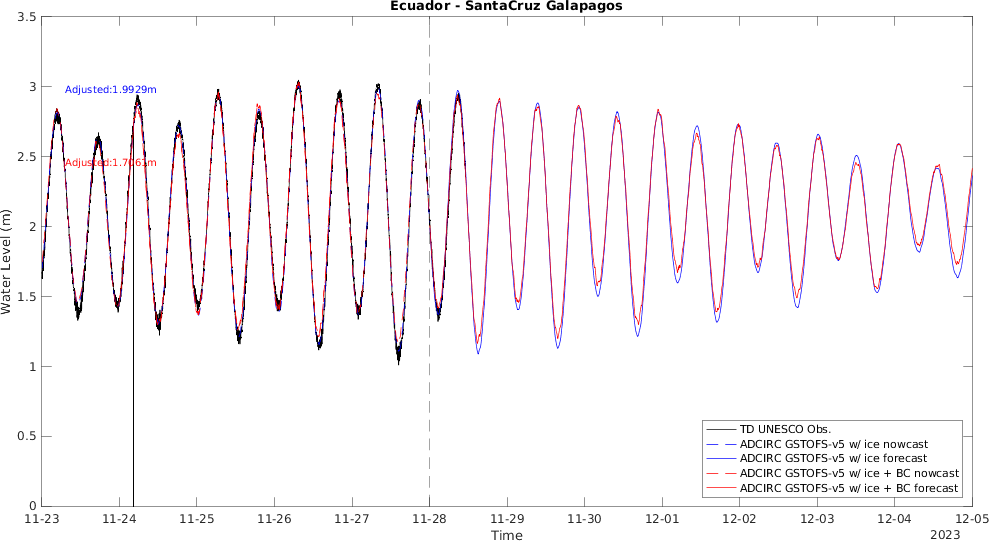 Ecuador - SantaCruz Galapagos
3.5
3
2.5
2
1.5
1
0.5
0
Water Level (m)
Adjusted:1.9929m
Adjusted:1.7061m
TD UNESCO Obs.
ADCIRC GSTOFS-v5 w/ ice nowcast
ADCIRC GSTOFS-v5 w/ ice forecast
ADCIRC GSTOFS-v5 w/ ice + BC nowcast
ADCIRC GSTOFS-v5 w/ ice + BC forecast
11-23 11-24 11-25 11-26 11-27 11-28 11-29 11-30 12-01 12-02 12-03 12-04 12-05
Time
2023